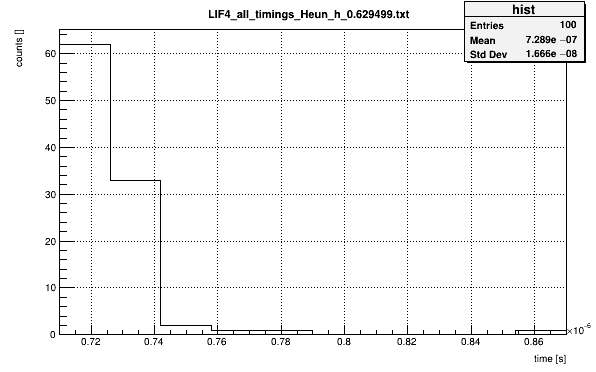 LIF4_all_timings_Heun_h_0.629499.txt
hist
Entries 100
Mean 7.289e −07
Std Dev 1.666e −08
counts []
60
50
40
30
20
10
0
0.72 0.74 0.76 0.78 0.8 0.82 0.84 0.86
×10−6
time [s]